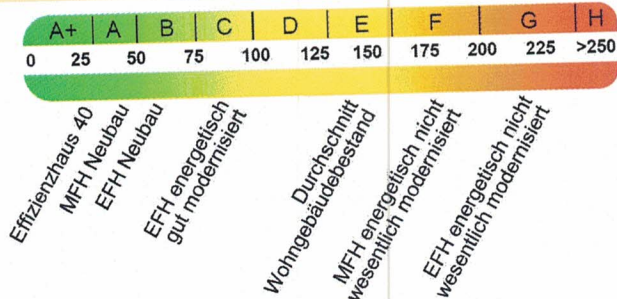 A+ A B C D E F G H
0 25 50 75 100 125 150 175 200 225 >250
Effizienzhaus 40
MFH Neubau
EFH Neubau
EFH energetisch
gut modernisiert
Durchschnitt
Wohngebäudebestand
MFH energetisch nicht
wesentlich modernisiert
EFH energetisch nicht
wesentlich modernisiert